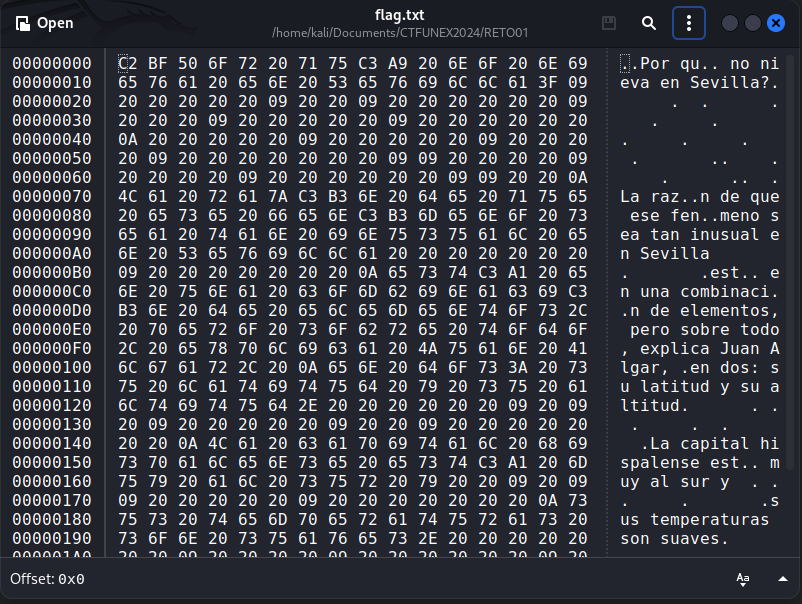 Open
flag.txt
/home/kali/Documents/CTFUNEX2024/RETO01
00000000 C2 BF 50 6F 72 20 71 75 C3 A9 20 6E 6F 20 6E 69 ..Por qu.. no ni
00000010 65 76 61 20 65 6E 20 53 65 76 69 6C 6C 61 3F 09 eva en Sevilla?.
00000020 20 20 20 20 20 09 20 20 09 20 20 20 20 20 20 09 . . .
00000030 20 20 20 09 20 20 20 20 20 09 20 20 20 20 20 20 . .
00000040 0A 20 20 20 20 20 09 20 20 20 20 20 09 20 20 20 . . .
00000050 20 09 20 20 20 20 20 20 20 09 09 20 20 20 20 09 . .. .
00000060 20 20 20 20 09 20 20 20 20 20 20 09 09 20 20 0A . .. .
00000070 4C 61 20 72 61 7A C3 B3 6E 20 64 65 20 71 75 65 La raz..n de que
00000080 20 65 73 65 20 66 65 6E C3 B3 6D 65 6E 6F 20 73 ese fen..meno s
00000090 65 61 20 74 61 6E 20 69 6E 75 73 75 61 6C 20 65 ea tan inusual e
000000A0 6E 20 53 65 76 69 6C 6C 61 20 20 20 20 20 20 20 n Sevilla
000000B0 09 20 20 20 20 20 20 20 0A 65 73 74 C3 A1 20 65 . .est.. e
000000C0 6E 20 75 6E 61 20 63 6F 6D 62 69 6E 61 63 69 C3 n una combinaci.
000000D0 B3 6E 20 64 65 20 65 6C 65 6D 65 6E 74 6F 73 2C .n de elementos,
000000E0 20 70 65 72 6F 20 73 6F 62 72 65 20 74 6F 64 6F pero sobre todo
000000F0 2C 20 65 78 70 6C 69 63 61 20 4A 75 61 6E 20 41 , explica Juan A
00000100 6C 67 61 72 2C 20 0A 65 6E 20 64 6F 73 3A 20 73 lgar, .en dos: s
00000110 75 20 6C 61 74 69 74 75 64 20 79 20 73 75 20 61 u latitud y su a
00000120 6C 74 69 74 75 64 2E 20 20 20 20 20 20 09 20 09 ltitud. . .
00000130 20 09 20 20 20 20 20 09 20 20 09 20 20 20 20 20 . . .
00000140 20 20 0A 4C 61 20 63 61 70 69 74 61 6C 20 68 69 .La capital hi
00000150 73 70 61 6C 65 6E 73 65 20 65 73 74 C3 A1 20 6D spalense est.. m
00000160 75 79 20 61 6C 20 73 75 72 20 79 20 20 09 20 09 uy al sur y . .
00000170 09 20 20 20 20 20 09 20 20 20 20 20 20 20 0A 73 . . .s
00000180 75 73 20 74 65 6D 70 65 72 61 74 75 72 61 73 20 us temperaturas
00000190 73 6F 6E 20 73 75 61 76 65 73 2E 20 20 20 20 20 son suaves.
Offset: 0x0
Aa